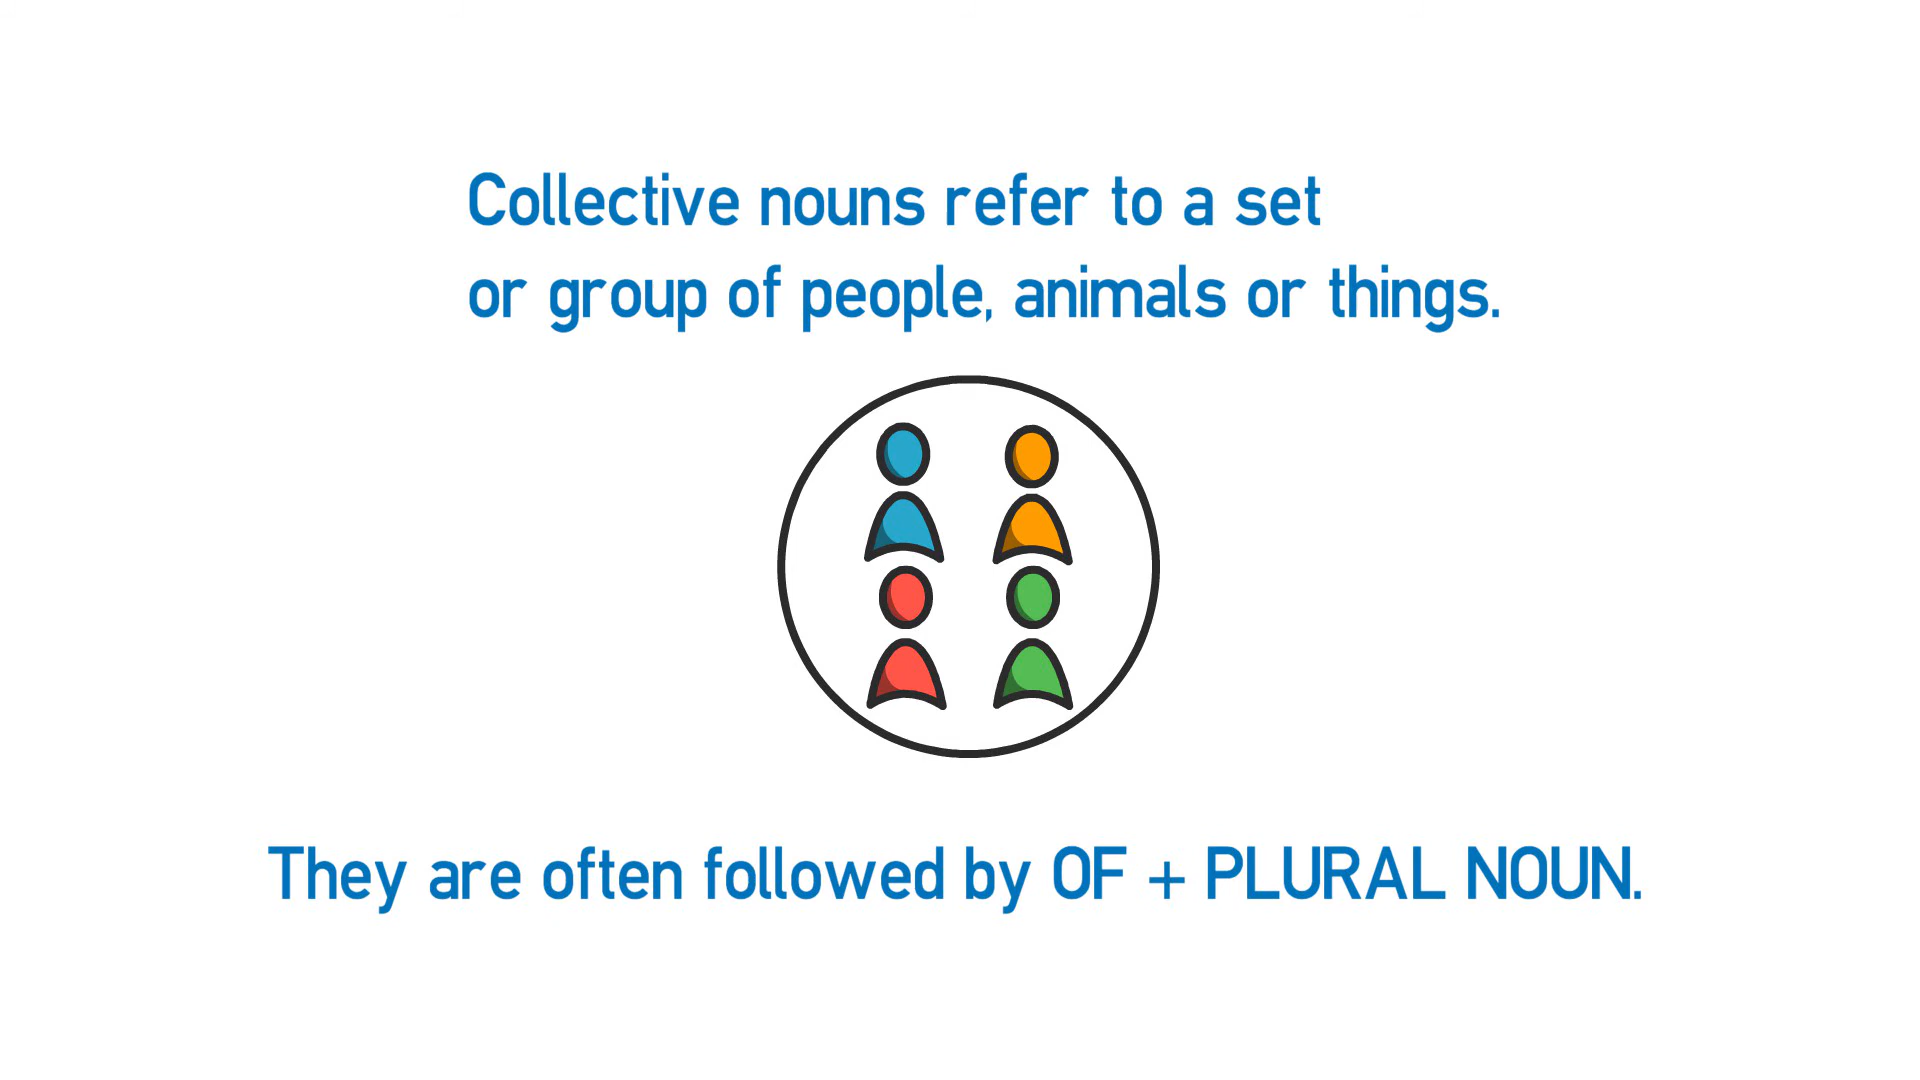 Collective nouns refer to a set
or group of people, animals or things.
They are often followed by OF + PLURAL NOUN.